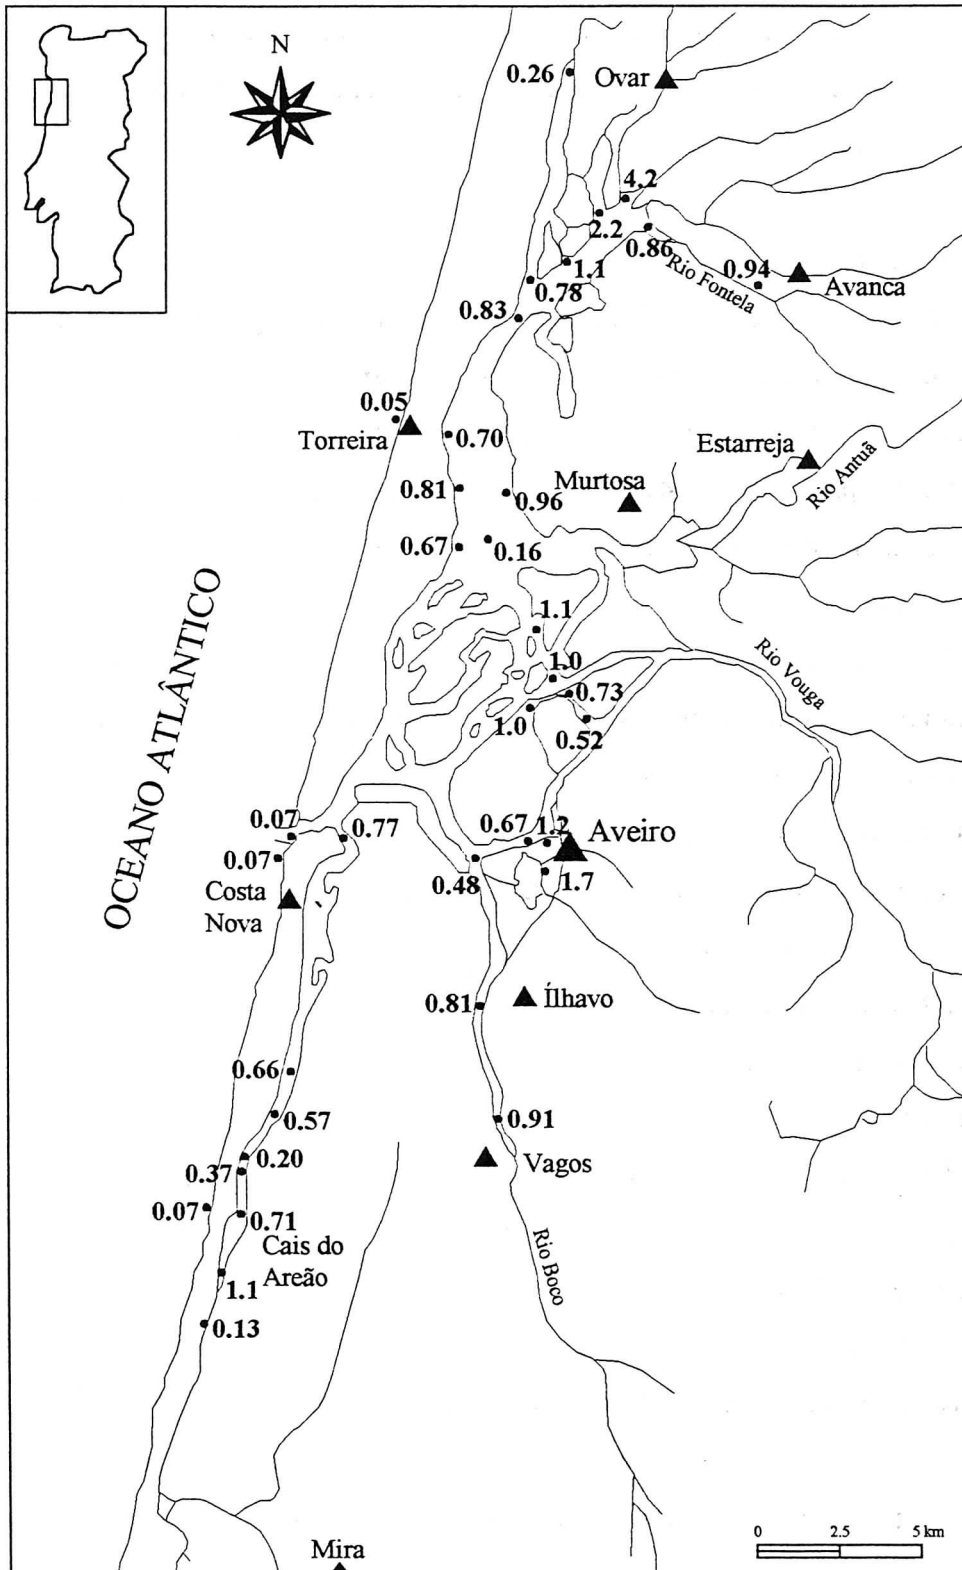 N
0.26
Ovar
4.2
2.2
0.86
1.1
Rio Fontela
0.94
Avanca
0.78
0.83
0.05
Torreira
0.70
Estarreja
Rio Antuã
0.81
Murtosa
0.96
0.67
0.16
OCEANO ATLÂNTICO
1.1
Rio Vouga
1.0
0.73
1.0
0.52
0.07
0.77
0.67
1.2
Aveiro
0.07
0.48
1.7
Costa
Nova
0.81
Ílhavo
0.66
0.57
0.91
0.20
0.37
Vagos
0.07
0.71
Cais do
Areão
1.1
Rio Boco
0.13
0 2.5 5 km
Mira